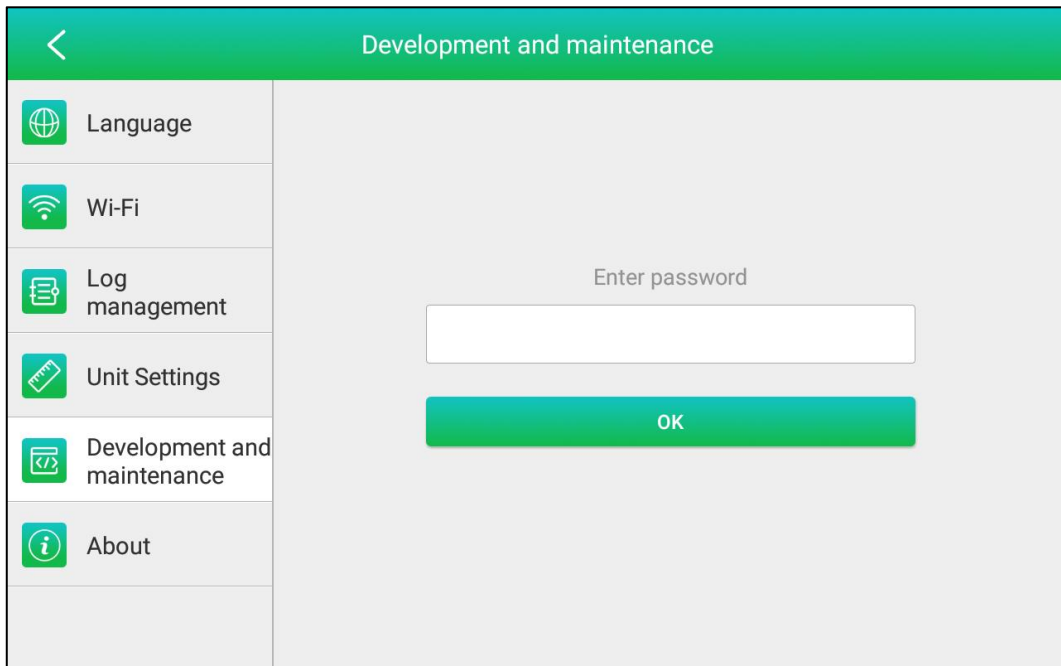 Development and maintenance
Language
Wi-Fi
Log
management
Unit Settings
Development and
maintenance
About
Enter password
OK